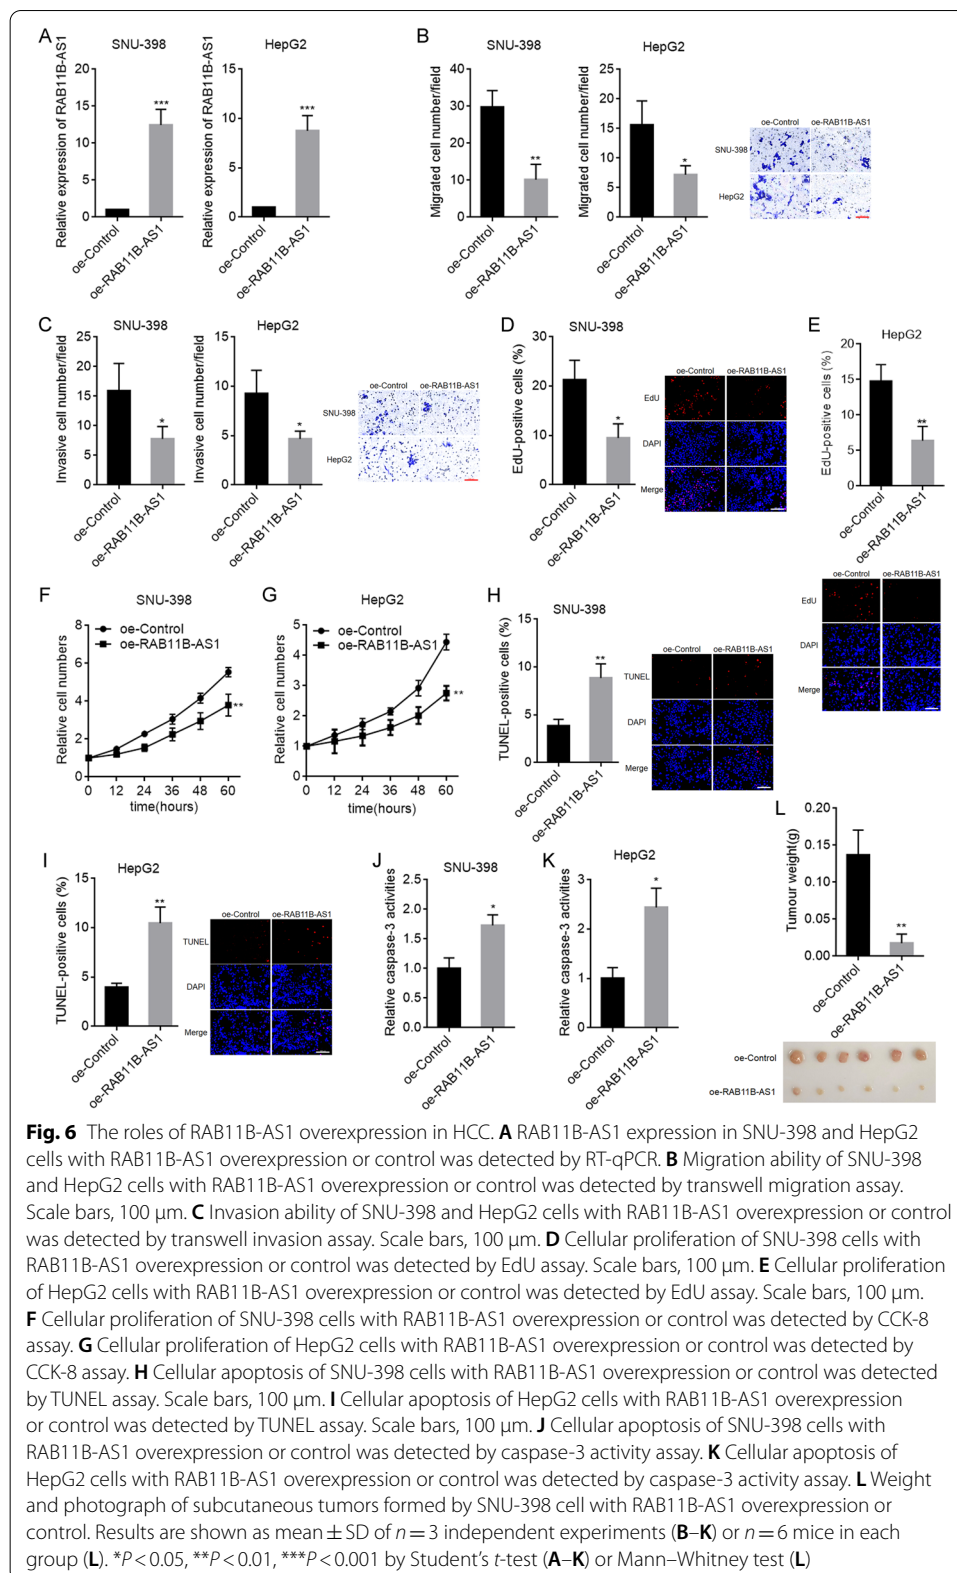 A
SNU-398
HepG2
Relative expression of RAB11B-AS1
20
15
10
5
0
***
oe-Control
oe-RAB11B-AS1
Relative expression of RAB11B-AS1
15
10
5
0
***
oe-Control
oe-RAB11B-AS1
B
SNU-398
HepG2
Migrated cell number/field
40
30
20
10
0
**
oe-Control
oe-RAB11B-AS1
Migrated cell number/field
20
15
10
5
0
*
oe-Control
oe-RAB11B-AS1
oe-Control oe-RAB11B-AS1
SNU-398
HepG2
C
SNU-398
HepG2
Invasive cell number/field
25
20
15
10
5
0
*
oe-Control
oe-RAB11B-AS1
Invasive cell number/field
15
10
5
0
*
oe-Control
oe-RAB11B-AS1
oe-Control oe-RAB11B-AS1
SNU-398
HepG2
D
SNU-398
EdU-positive cells (%)
30
20
10
0
*
oe-Control
oe-RAB11B-AS1
oe-Control oe-RAB11B-AS1
EdU
DAPI
Merge
E
HepG2
EdU-positive cells (%)
20
15
10
5
0
**
oe-Control
oe-RAB11B-AS1
oe-Control oe-RAB11B-AS1
EdU
DAPI
Merge
F
SNU-398
Relative cell numbers
8
6
4
2
0
oe-Control
oe-RAB11B-AS1
**
0 12 24 36 48 60
time(hours)
G
HepG2
Relative cell numbers
5
4
3
2
1
0
oe-Control
oe-RAB11B-AS1
**
0 12 24 36 48 60
time(hours)
H
SNU-398
TUNEL-positive cells (%)
15
10
5
0
**
oe-Control
oe-RAB11B-AS1
oe-Control oe-RAB11B-AS1
TUNEL
DAPI
Merge
I
HepG2
TUNEL-positive cells (%)
15
10
5
0
**
oe-Control
oe-RAB11B-AS1
oe-Control oe-RAB11B-AS1
TUNEL
DAPI
Merge
J
SNU-398
Relative caspase-3 activities
2.5
2.0
1.5
1.0
0.5
0.0
*
oe-Control
oe-RAB11B-AS1
K
HepG2
Relative caspase-3 activities
3
2
1
0
*
oe-Control
oe-RAB11B-AS1
L
Tumour weight(g)
0.20
0.15
0.10
0.05
0.00
**
oe-Control
oe-RAB11B-AS1
oe-Control
oe-RAB11B-AS1
Fig. 6 The roles of RAB11B-AS1 overexpression in HCC. A RAB11B-AS1 expression in SNU-398 and HepG2
cells with RAB11B-AS1 overexpression or control was detected by RT-qPCR. B Migration ability of SNU-398
and HepG2 cells with RAB11B-AS1 overexpression or control was detected by transwell migration assay.
Scale bars, 100 μm. C Invasion ability of SNU-398 and HepG2 cells with RAB11B-AS1 overexpression or control
was detected by transwell invasion assay. Scale bars, 100 μm. D Cellular proliferation of SNU-398 cells with
RAB11B-AS1 overexpression or control was detected by EdU assay. Scale bars, 100 μm. E Cellular proliferation
of HepG2 cells with RAB11B-AS1 overexpression or control was detected by EdU assay. Scale bars, 100 μm.
F Cellular proliferation of SNU-398 cells with RAB11B-AS1 overexpression or control was detected by CCK-8
assay. G Cellular proliferation of HepG2 cells with RAB11B-AS1 overexpression or control was detected by
CCK-8 assay. H Cellular apoptosis of SNU-398 cells with RAB11B-AS1 overexpression or control was detected
by TUNEL assay. Scale bars, 100 μm. I Cellular apoptosis of HepG2 cells with RAB11B-AS1 overexpression
or control was detected by TUNEL assay. Scale bars, 100 μm. J Cellular apoptosis of SNU-398 cells with
RAB11B-AS1 overexpression or control was detected by caspase-3 activity assay. K Cellular apoptosis of
HepG2 cells with RAB11B-AS1 overexpression or control was detected by caspase-3 activity assay. L Weight
and photograph of subcutaneous tumors formed by SNU-398 cell with RAB11B-AS1 overexpression or
control. Results are shown as mean ± SD of n = 3 independent experiments (B–K) or n = 6 mice in each
group (L). *P < 0.05, **P < 0.01, ***P < 0.001 by Student's t-test (A–K) or Mann–Whitney test (L)